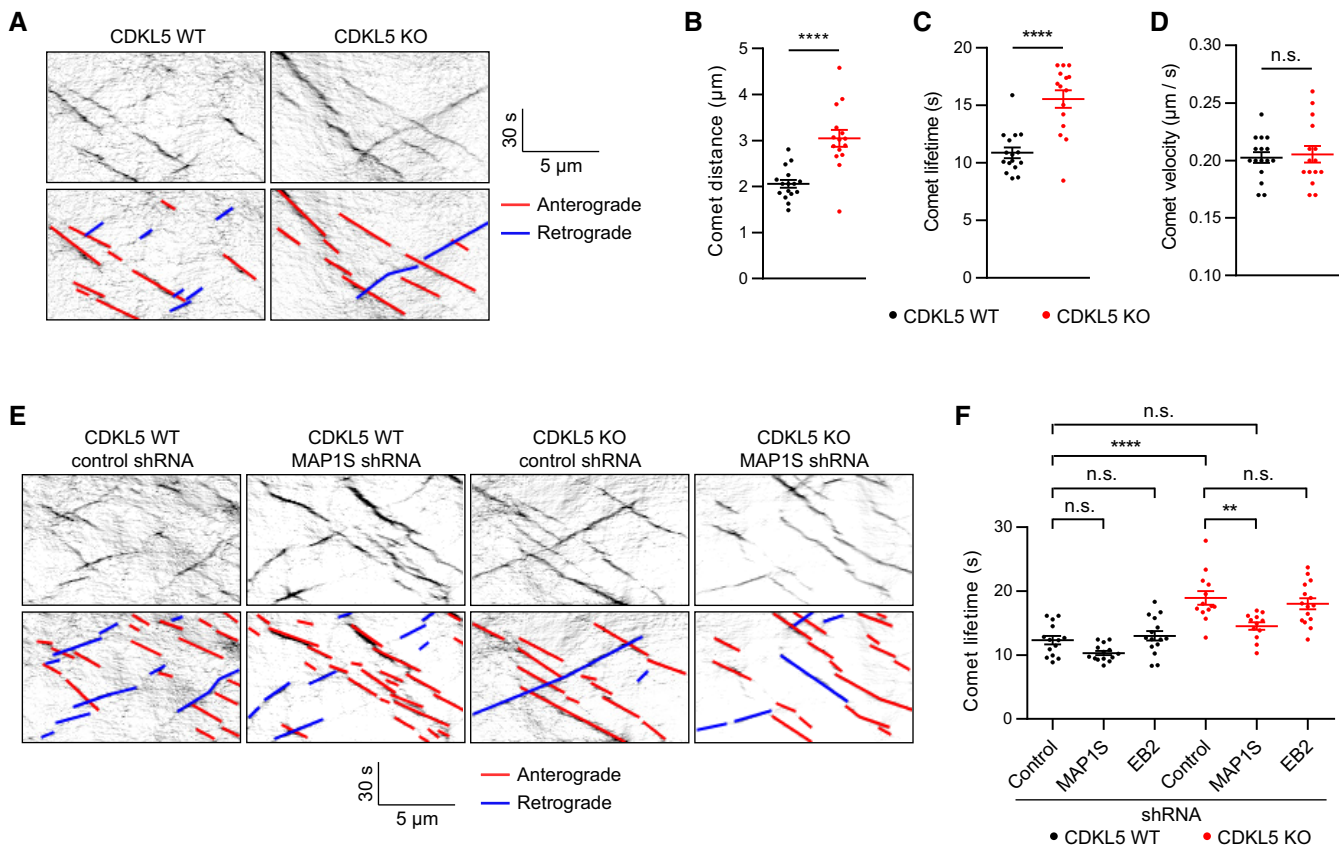 A
CDKL5 WT
CDKL5 KO
30 s
5 µm
Anterograde
Retrograde
B
****
Comet distance (µm)
5
4
3
2
1
0
C
****
Comet lifetime (s)
20
15
10
5
0
D
n.s.
Comet velocity (µm / s)
0.30
0.25
0.20
0.15
0.10
CDKL5 WT
CDKL5 KO
E
CDKL5 WT
control shRNA
CDKL5 WT
MAP1S shRNA
CDKL5 KO
control shRNA
CDKL5 KO
MAP1S shRNA
30 s
5 µm
Anterograde
Retrograde
F
n.s.
****
n.s.
n.s.
n.s.
**
Comet lifetime (s)
30
20
10
0
Control
MAP1S
EB2
Control
MAP1S
EB2
shRNA
CDKL5 WT
CDKL5 KO